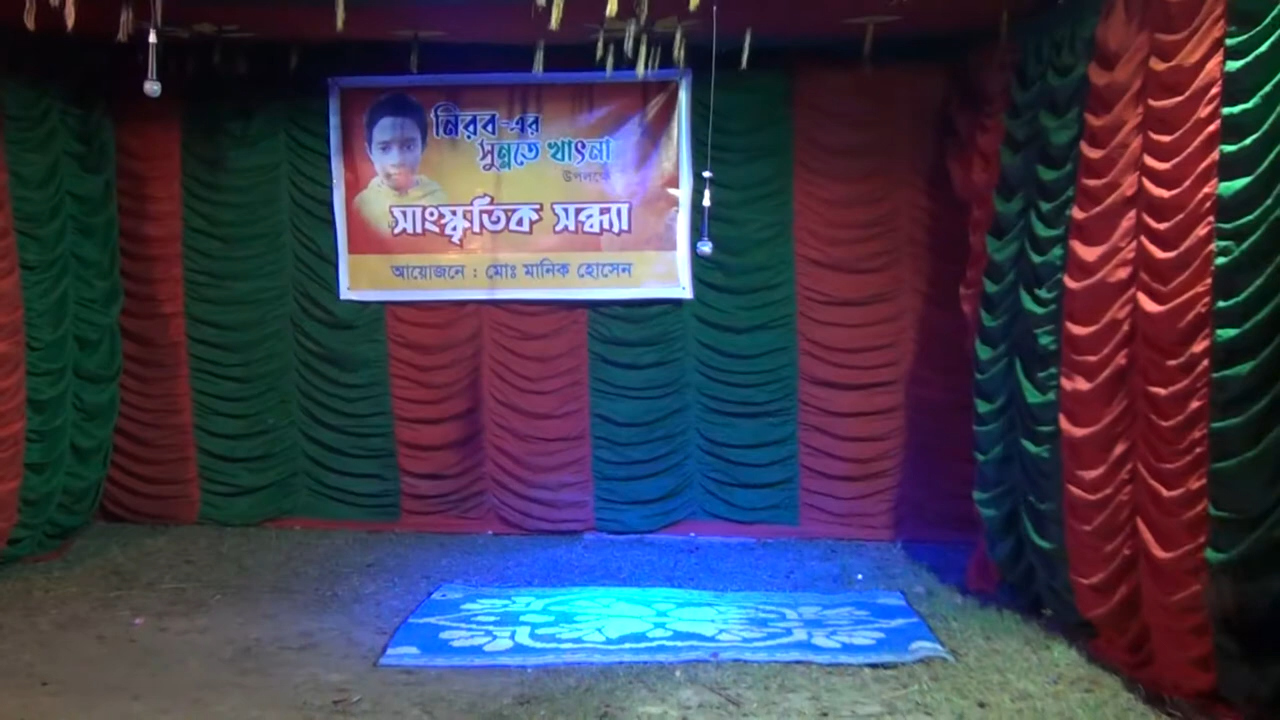 নিরব-এর
সুন্নতে খাৎনা
উপলক্ষে
সাংস্কৃতিক সন্ধ্যা
আয়োজনে : মোঃ মানিক হোসেন